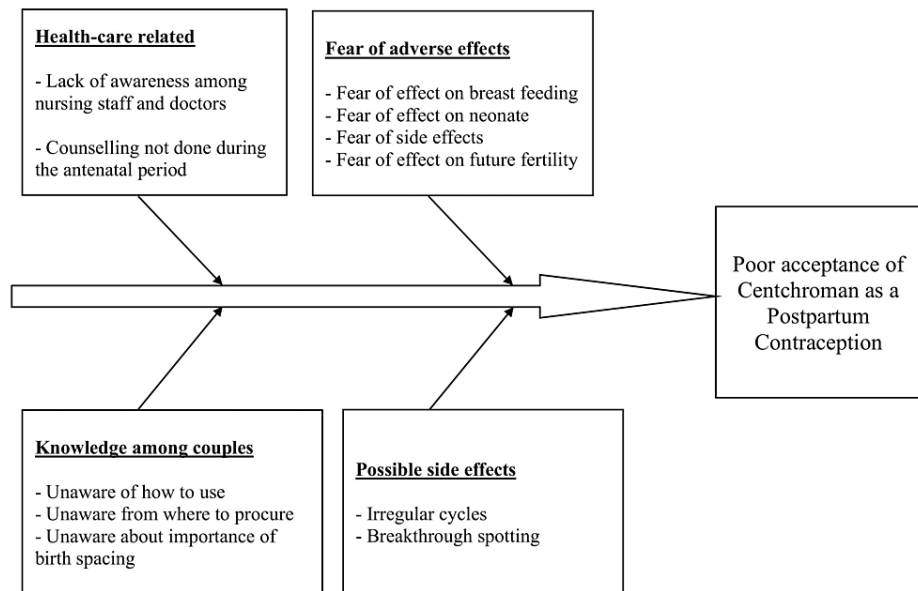 Health-care related
- Lack of awareness among
nursing staff and doctors
- Counselling not done during
the antenatal period
Fear of adverse effects
- Fear of effect on breast feeding
- Fear of effect on neonate
- Fear of side effects
- Fear of effect on future fertility
Poor acceptance of
Centchroman as a
Postpartum
Contraception
Knowledge among couples
- Unaware of how to use
- Unaware from where to procure
- Unaware about importance of
birth spacing
Possible side effects
- Irregular cycles
- Breakthrough spotting